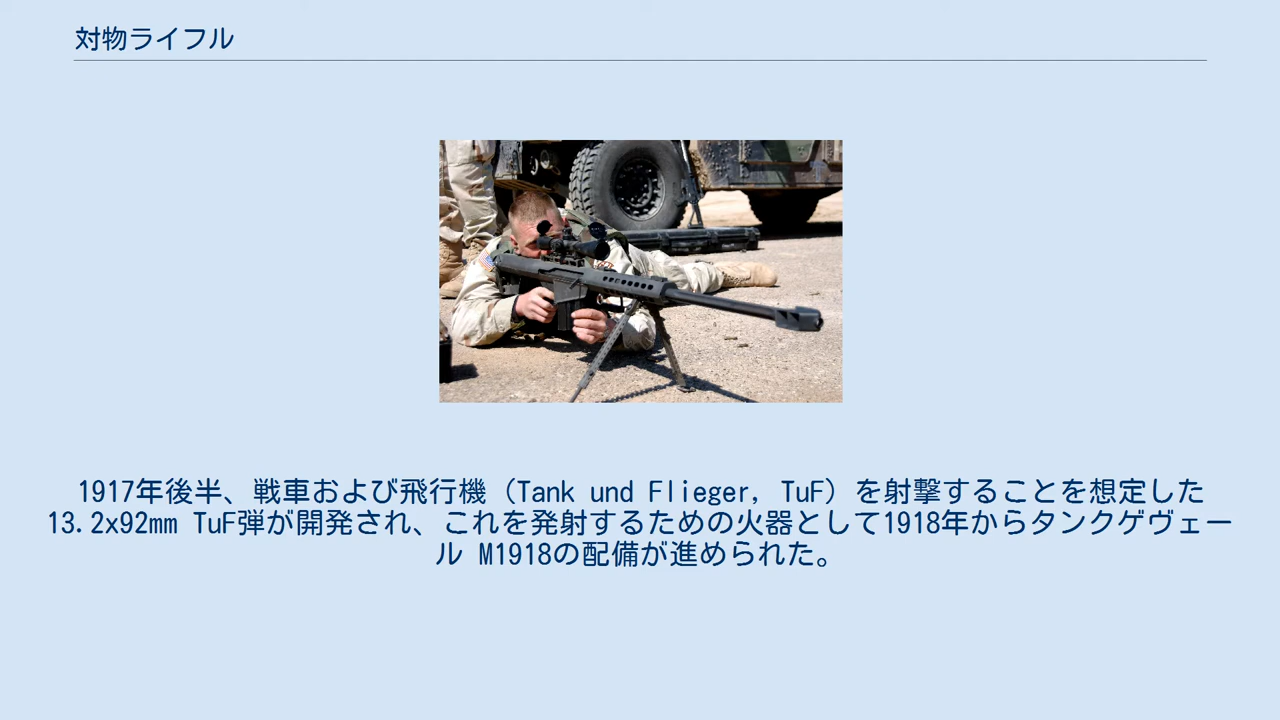 対物ライフル
1917年後半、戦車および飛行機（Tank und Flieger, TuF）を射撃することを想定した
13.2x92mm TuF弾が開発され、これを発射するための火器として1918年からタンクゲヴェー
ル M1918の配備が進められた。